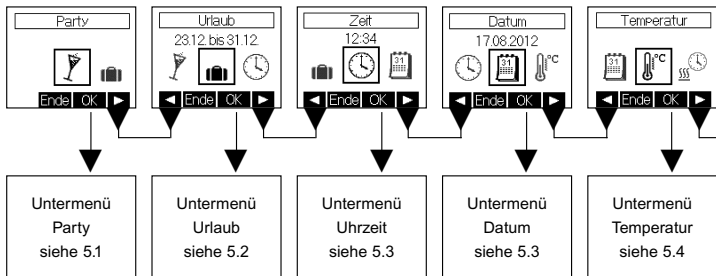 Party
Ende OK
Urlaub
23.12. bis 31.12.
Ende OK
Zeit
12:34
Ende OK
Datum
17.08.2012
31
Ende OK
Temperatur
31
°C
Ende OK
Untermenü
Party
siehe 5.1
Untermenü
Urlaub
siehe 5.2
Untermenü
Uhrzeit
siehe 5.3
Untermenü
Datum
siehe 5.3
Untermenü
Temperatur
siehe 5.4